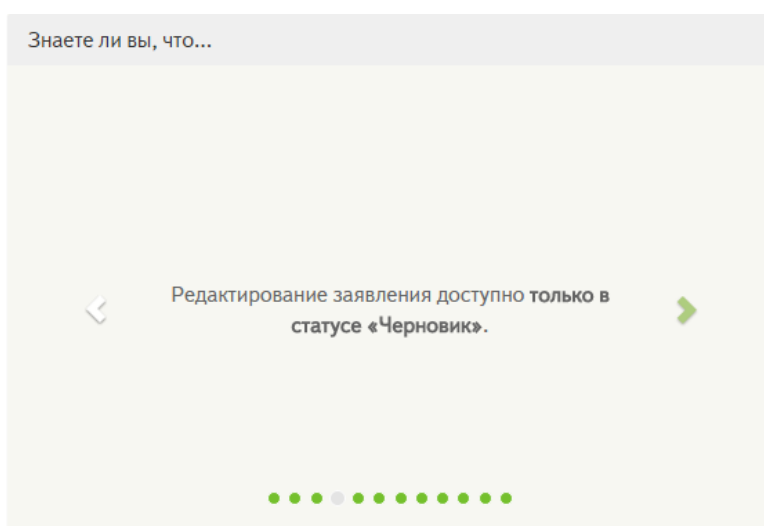 Знаете ли вы, что...
Редактирование заявления доступно только в
статусе «Черновик».